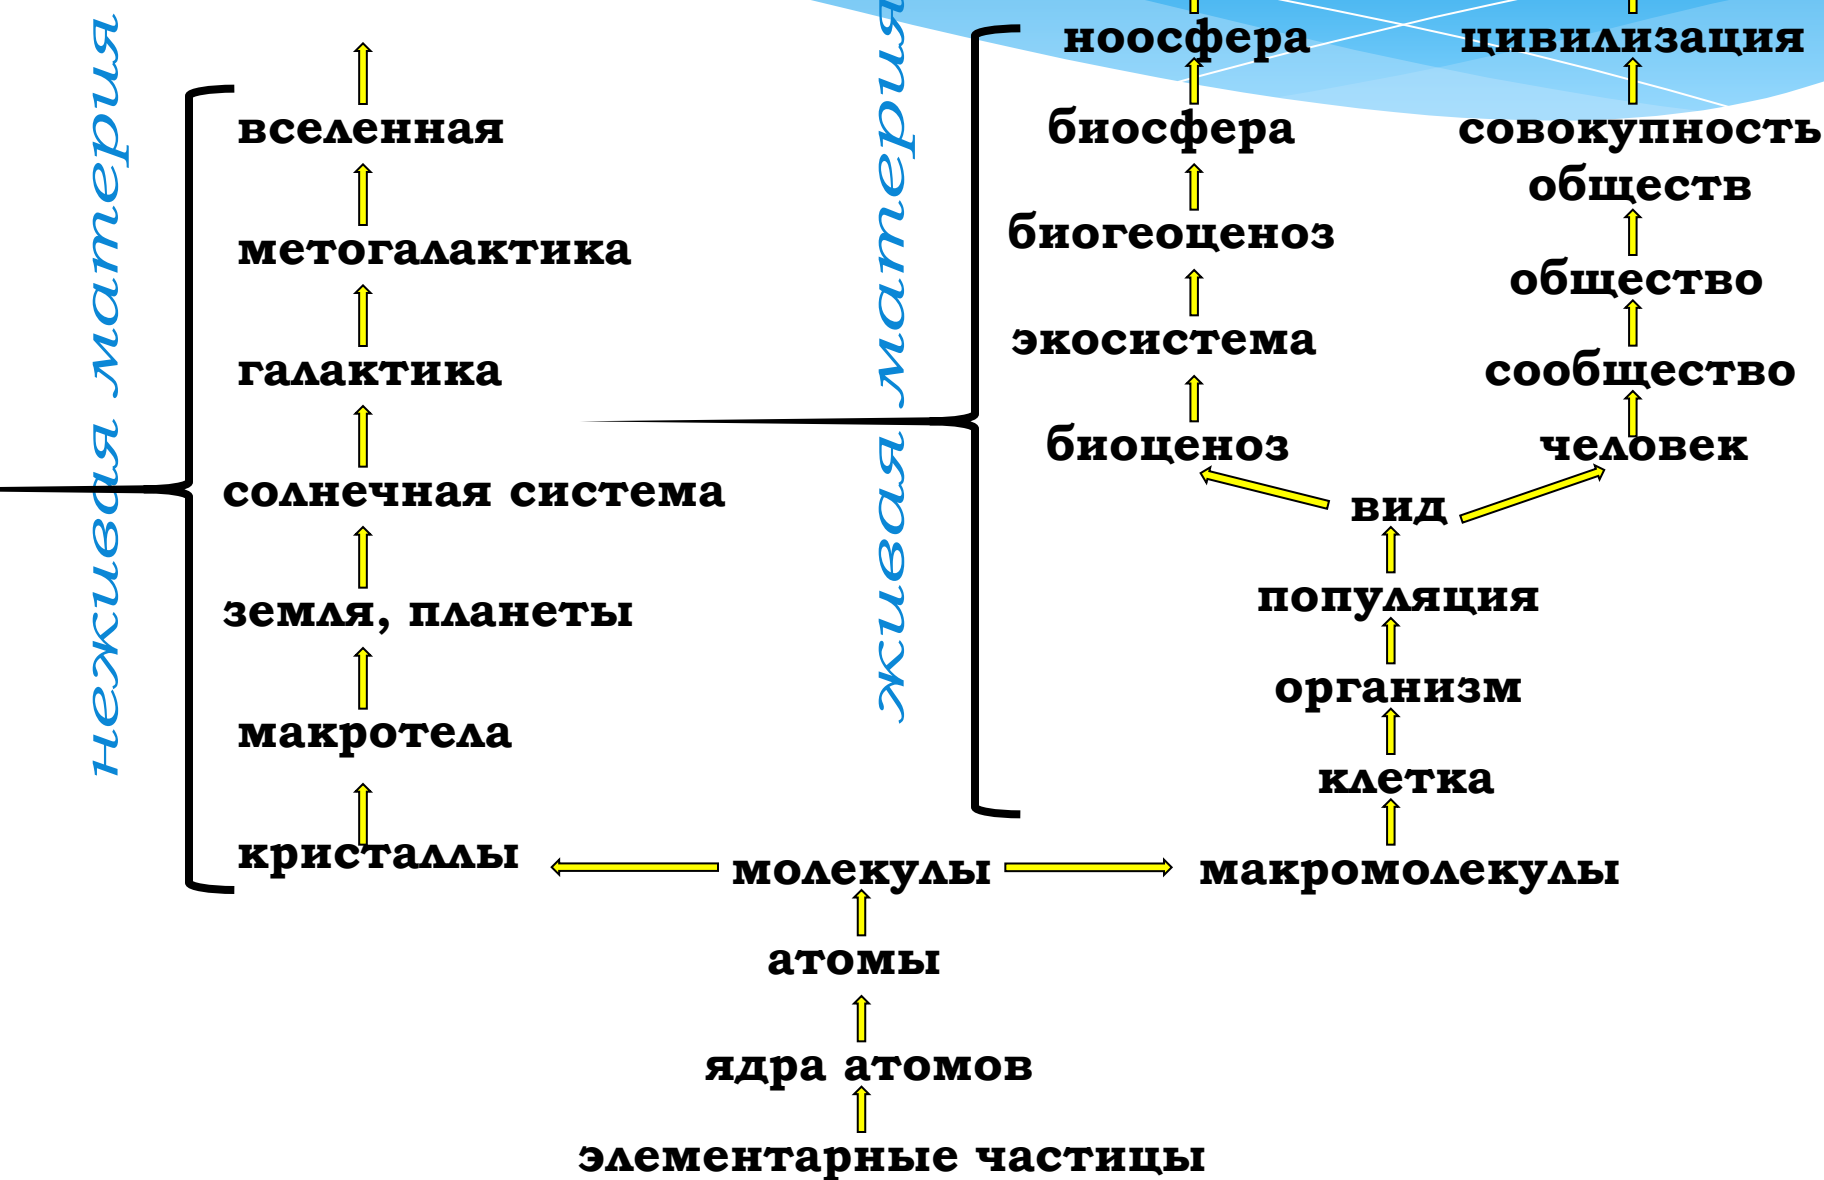 неживая материя
вселенная
метогалактика
галактика
солнечная система
земля, планеты
макротела
кристаллы
живая материя
ноосфера
биосфера
биогеоценоз
экосистема
биоценоз
цивилизация
совокупность
обществ
общество
сообщество
человек
вид
популяция
организм
клетка
макромолекулы
молекулы
атомы
ядра атомов
элементарные частицы